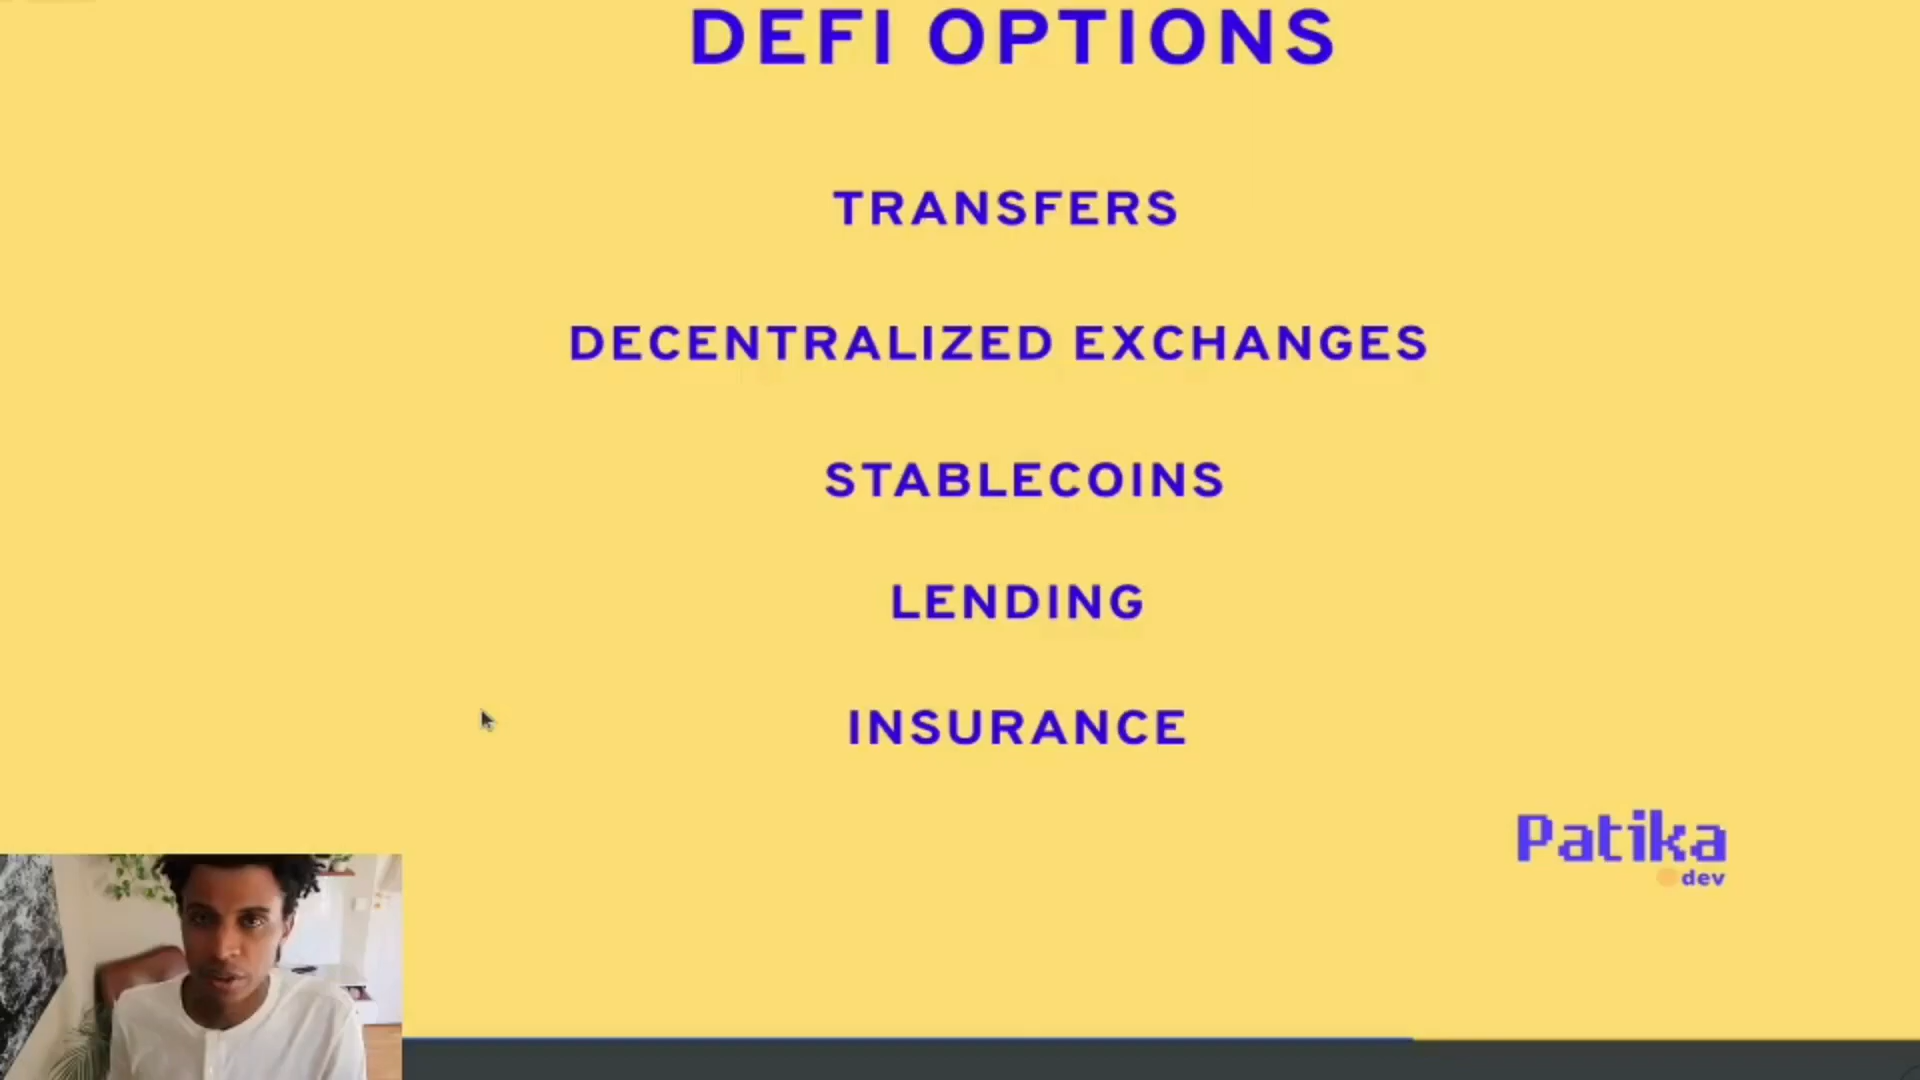 DEFI OPTIONS
TRANSFERS
DECENTRALIZED EXCHANGES
STABLECOINS
LENDING
INSURANCE
Patika
dev